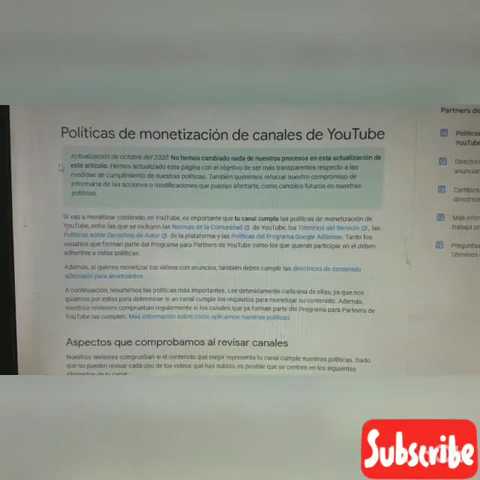 Políticas de monetización de canales de YouTube
Actualización de octubre del 2020: No hemos cambiado nada de nuestros procesos en esta actualización de
este artículo. Hemos actualizado esta página con el objetivo de ser más transparentes respecto a las
medidas de cumplimiento de nuestras políticas. También queremos reforzar nuestro compromiso de
informarte de las acciones o modificaciones que puedan afectarte, como cambios futuros en nuestras
políticas.
Si vas a monetizar contenido en YouTube, es importante que tu canal cumpla las políticas de monetización de
YouTube, entre las que se incluyen las Normas de la Comunidad de YouTube, los Términos del Servicio, las
Políticas sobre Derechos de Autor de la plataforma y las Políticas del Programa Google AdSense. Tanto los
usuarios que forman parte del Programa para Partners de YouTube como los que quieran participar en él deben
adherirse a estas políticas.
Además, si quieres monetizar tus vídeos con anuncios, también debes cumplir las directrices de contenido
adecuado para anunciantes.
A continuación, resumimos las políticas más importantes. Lee detenidamente cada una de ellas, ya que nos
guiamos por estas para determinar si un canal cumple los requisitos para monetizar su contenido. Además,
nuestros revisores comprueban regularmente si los canales que ya forman parte del Programa para Partners de
YouTube las cumplen. Más información sobre cómo aplicamos nuestras políticas
Aspectos que comprobamos al revisar canales
Nuestros revisores comprueban si el contenido que mejor representa tu canal cumple nuestras políticas. Dado
que no pueden revisar cada uno de los vídeos que has subido, es posible que se centren en los siguientes
elementos de tu canal:
Partners de
Políticas
YouTube
Directric
anuncian
Cambios
directric
Más infor
trabaja po
Preguntas
Términos
Subscribe